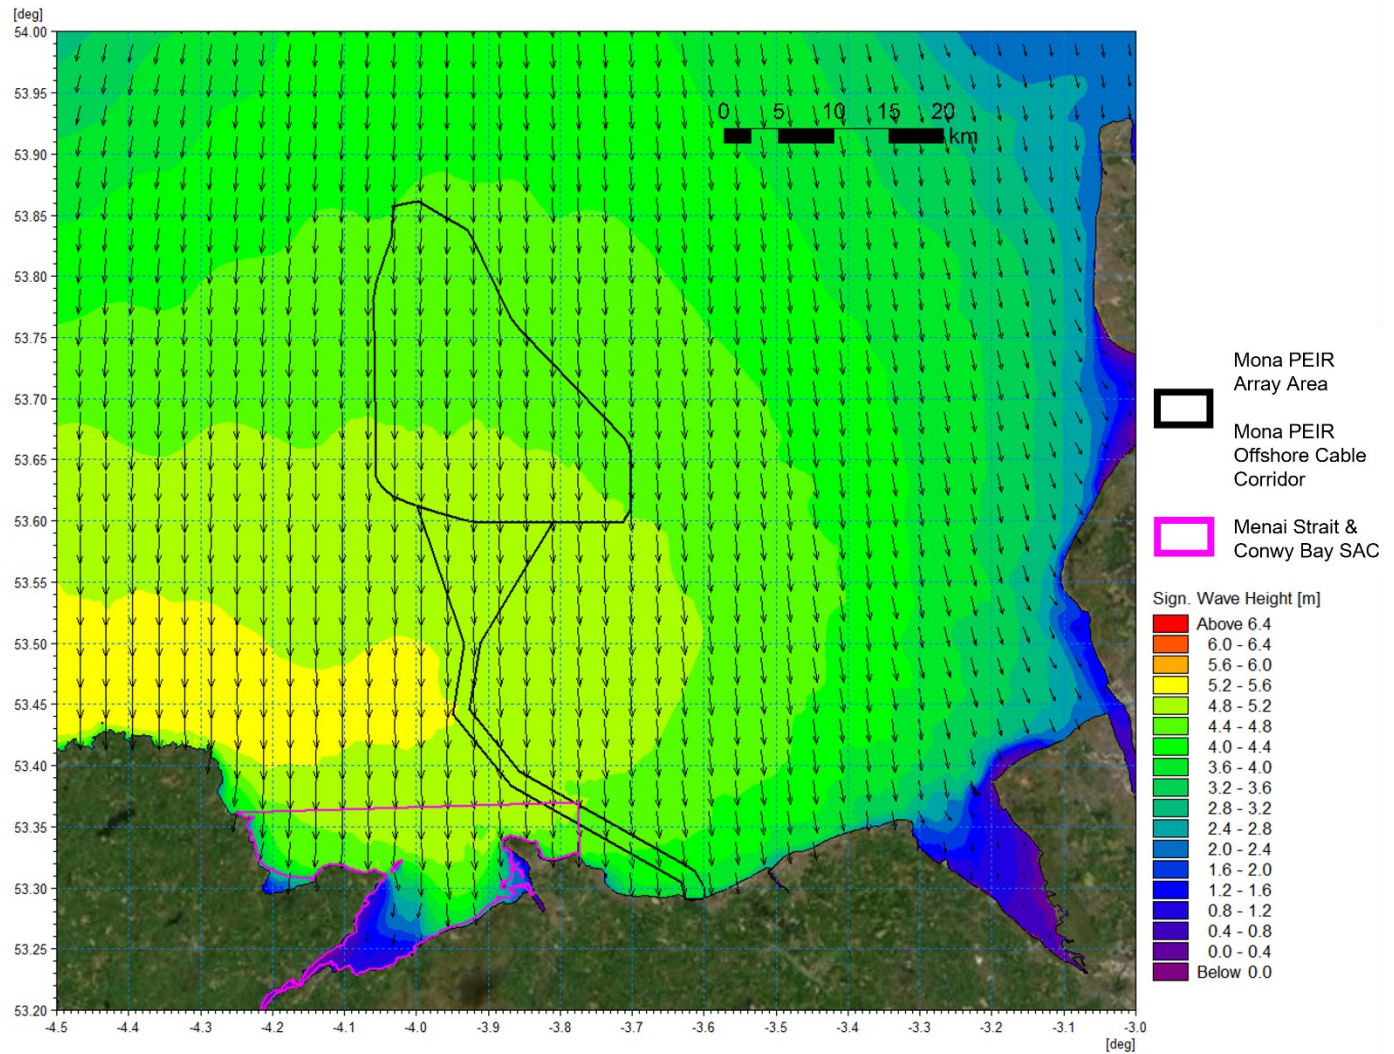 [deg]
54.00
53.95
53.90
53.85
53.80
53.75
53.70
53.65
53.60
53.55
53.50
53.45
53.40
53.35
53.30
53.25
53.20
-4.5 -4.4 -4.3 -4.2 -4.1 -4.0 -3.9 -3.8 -3.7 -3.6 -3.5 -3.4 -3.3 -3.2 -3.1 -3.0
[deg]
0 5 10 15 20
km
Mona PEIR
Array Area
Mona PEIR
Offshore Cable
Corridor
Menai Strait &
Conwy Bay SAC
Sign. Wave Height [m]
Above 6.4
6.0 - 6.4
5.6 - 6.0
5.2 - 5.6
4.8 - 5.2
4.4 - 4.8
4.0 - 4.4
3.6 - 4.0
3.2 - 3.6
2.8 - 3.2
2.4 - 2.8
2.0 - 2.4
1.6 - 2.0
1.2 - 1.6
0.8 - 1.2
0.4 - 0.8
0.0 - 0.4
Below 0.0